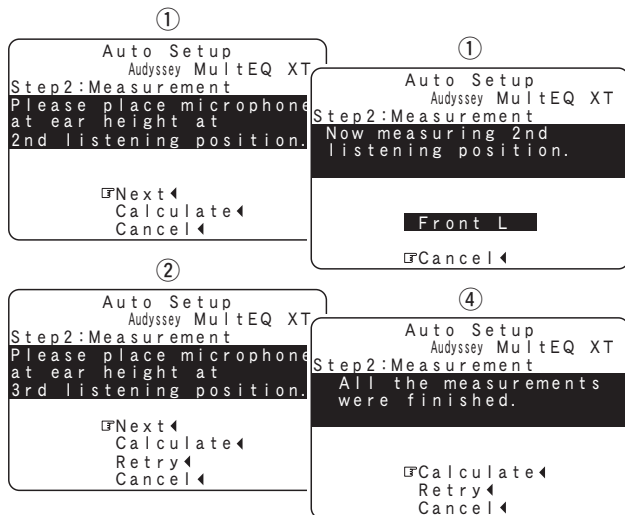 ①
Auto Setup
Audyssey MultEQ XT
Step2:Measurement
Please place microphone
at ear height at
2nd listening position.
☞Next◀
Calculate◀
Cancel◀
①
Auto Setup
Audyssey MultEQ XT
Step2:Measurement
Now measuring 2nd
listening position.
Front L
☞Cancel◀
②
Auto Setup
Audyssey MultEQ XT
Step2:Measurement
Please place microphone
at ear height at
3rd listening position.
☞Next◀
Calculate◀
Retry◀
Cancel◀
④
Auto Setup
Audyssey MultEQ XT
Step2:Measurement
All the measurements
were finished.
☞Calculate◀
Retry◀
Cancel◀